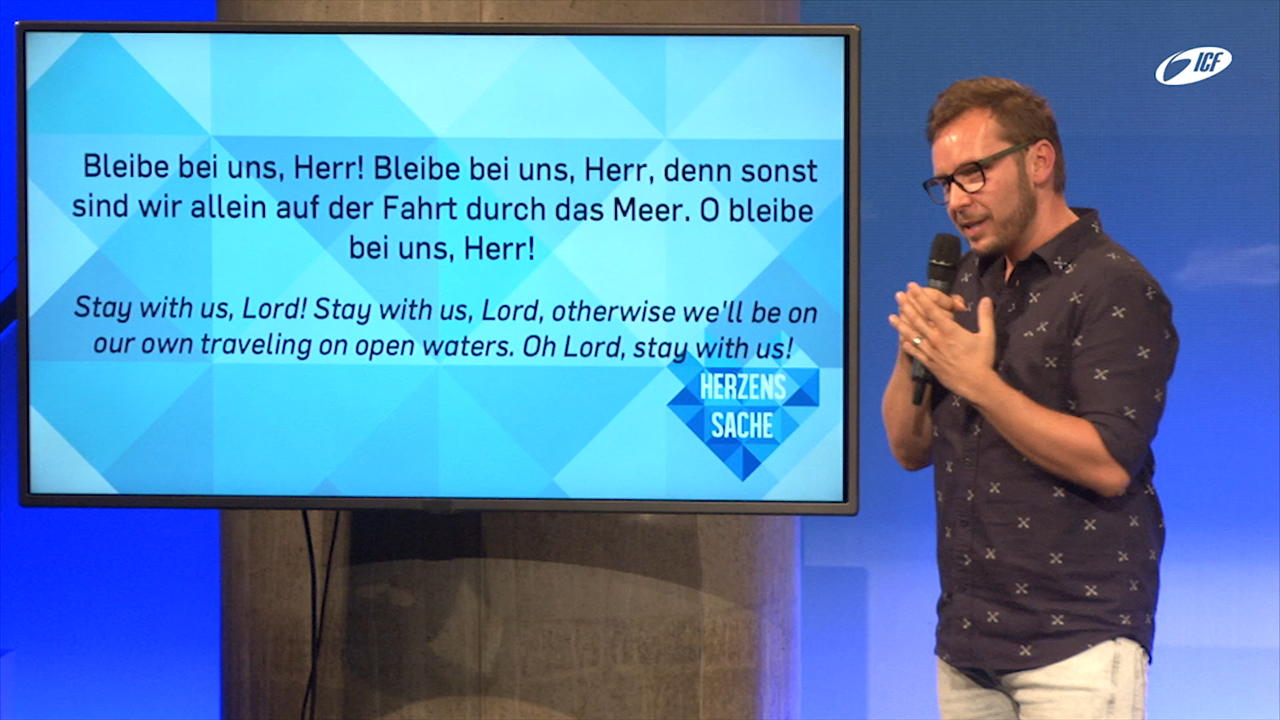 ICF
Bleibe bei uns, Herr! Bleibe bei uns, Herr, denn sonst
sind wir allein auf der Fahrt durch das Meer. O bleibe
bei uns, Herr!
Stay with us, Lord! Stay with us, Lord, otherwise we'll be on
our own traveling on open waters. Oh Lord, stay with us!
HERZENS
SACHE